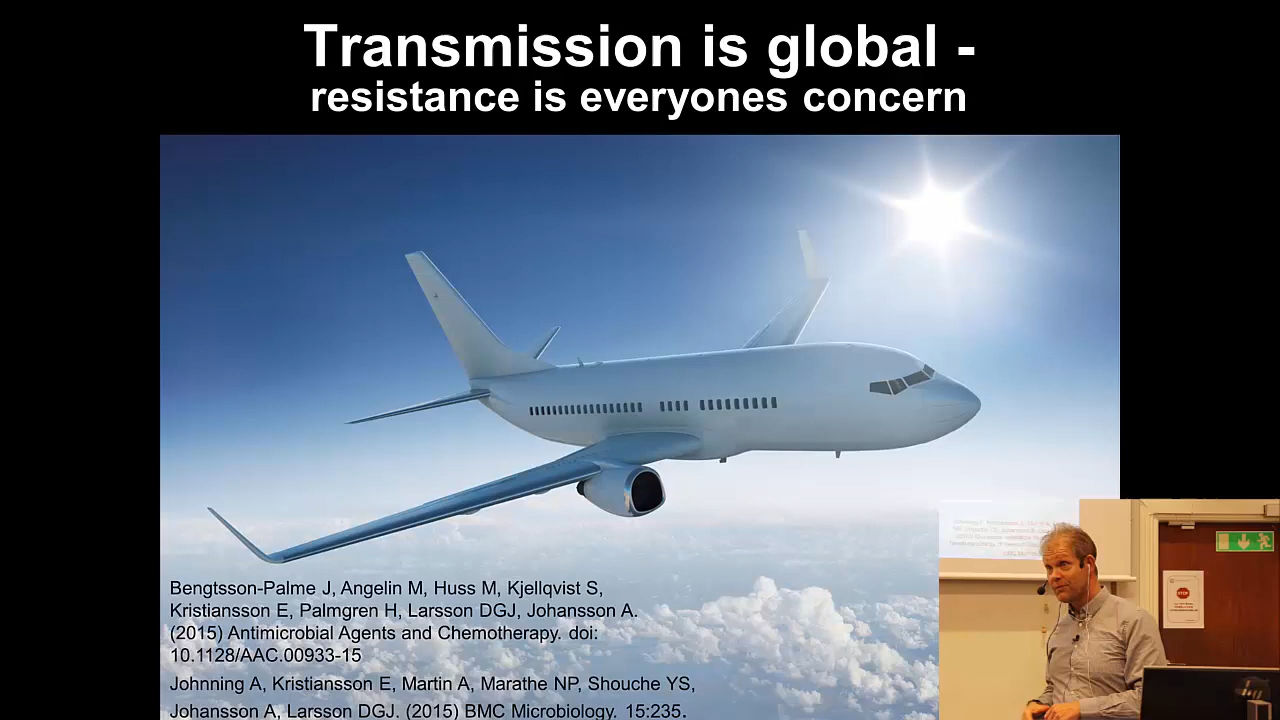 Transmission is global -
resistance is everyones concern
Bengtsson-Palme J, Angelin M, Huss M, Kjellqvist S,
Kristiansson E, Palmgren H, Larsson DGJ, Johansson A.
(2015) Antimicrobial Agents and Chemotherapy. doi:
10.1128/AAC.00933-15
Johnning A, Kristiansson E, Martin A, Marathe NP, Shouche YS,
Johansson A, Larsson DGJ. (2015) BMC Microbiology. 15:235.
STOP